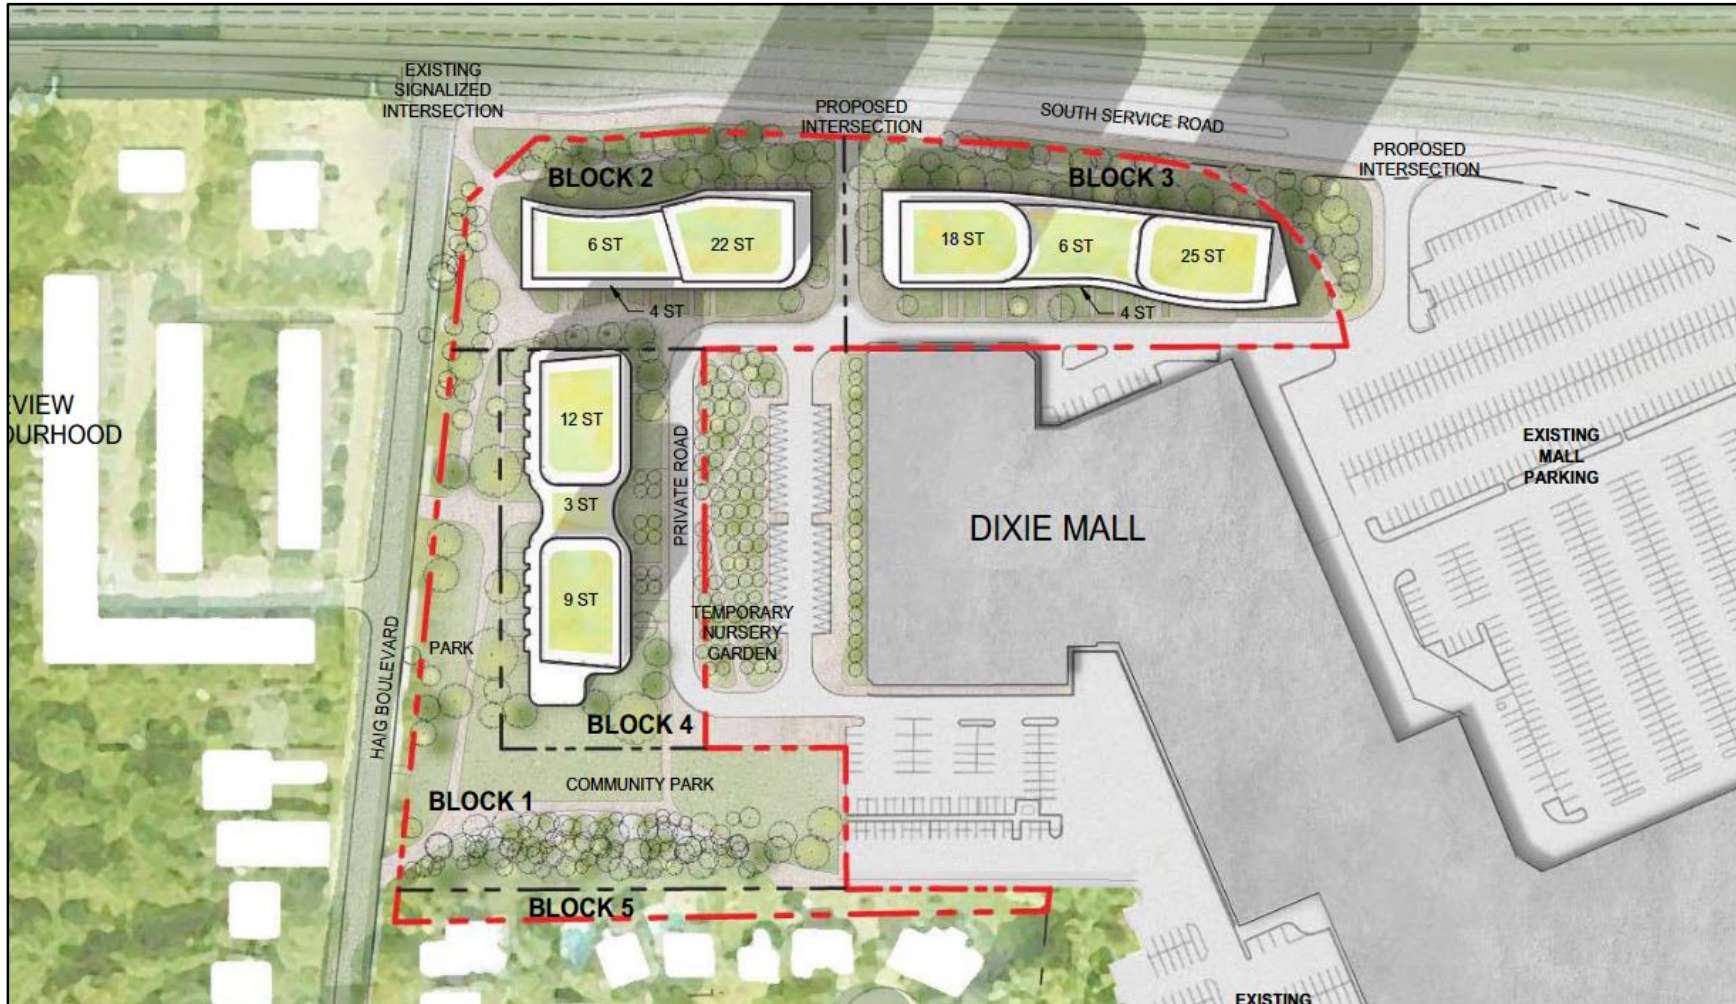 EXISTING
SIGNALIZED
INTERSECTION
PROPOSED
INTERSECTION
SOUTH SERVICE ROAD
PROPOSED
INTERSECTION
BLOCK 2
BLOCK 3
6 ST
22 ST
18 ST
6 ST
25 ST
4 ST
4 ST
EVIEW
OURHOOD
12 ST
3 ST
9 ST
PRIVATE ROAD
EXISTING
MALL
PARKING
DIXIE MALL
TEMPORARY
NURSERY
GARDEN
HAIG BOULEVARD
PARK
BLOCK 4
COMMUNITY PARK
BLOCK 1
BLOCK 5
EXISTING